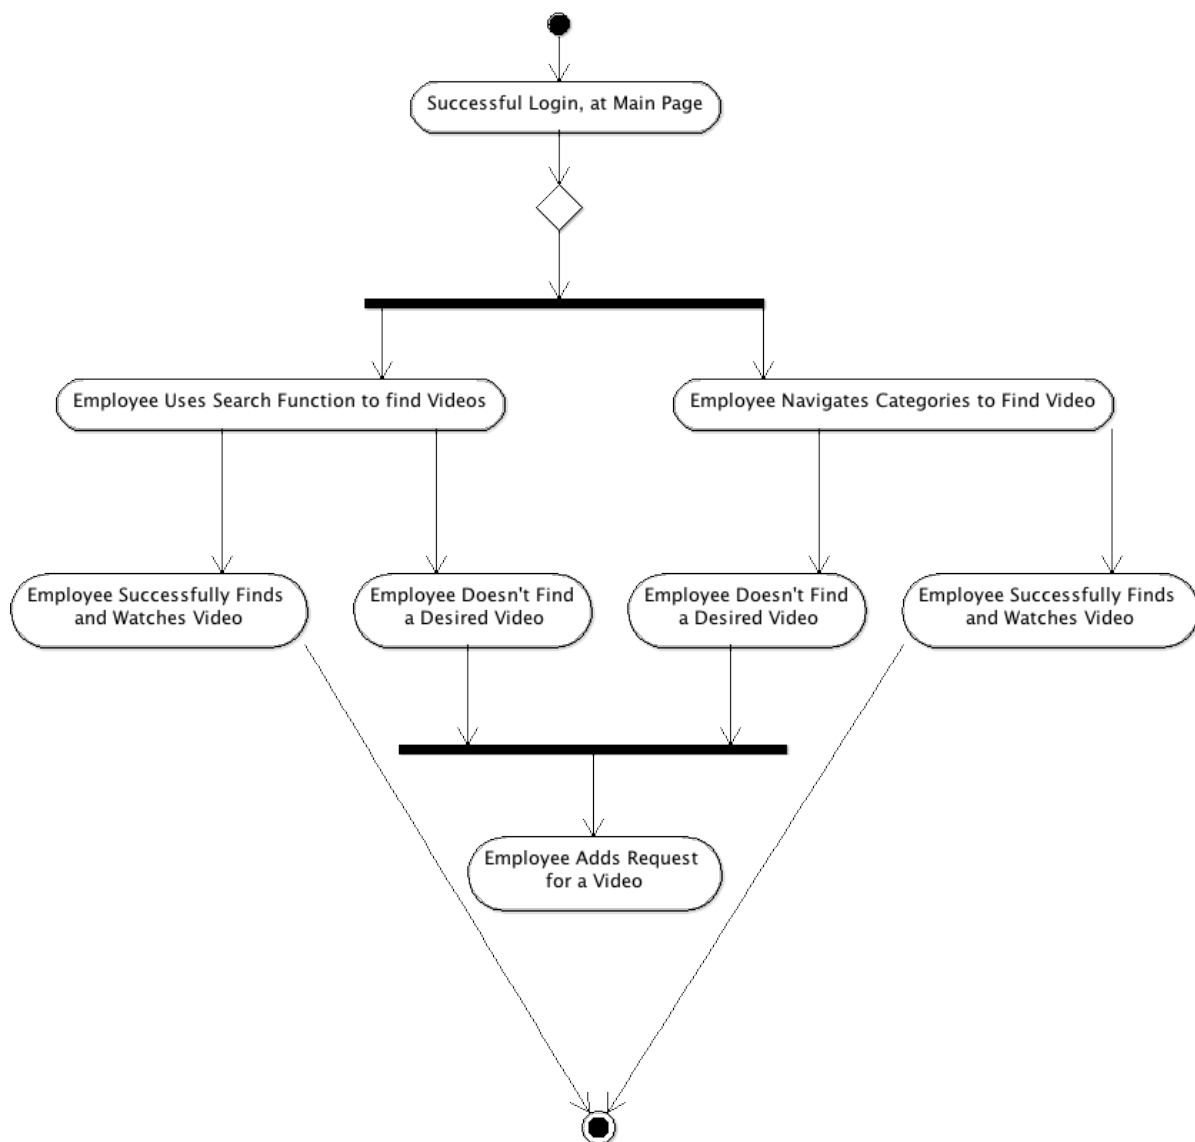 Successful Login, at Main Page
Employee Uses Search Function to find Videos
Employee Navigates Categories to Find Video
Employee Successfully Finds
and Watches Video
Employee Doesn't Find
a Desired Video
Employee Doesn't Find
a Desired Video
Employee Successfully Finds
and Watches Video
Employee Adds Request
for a Video